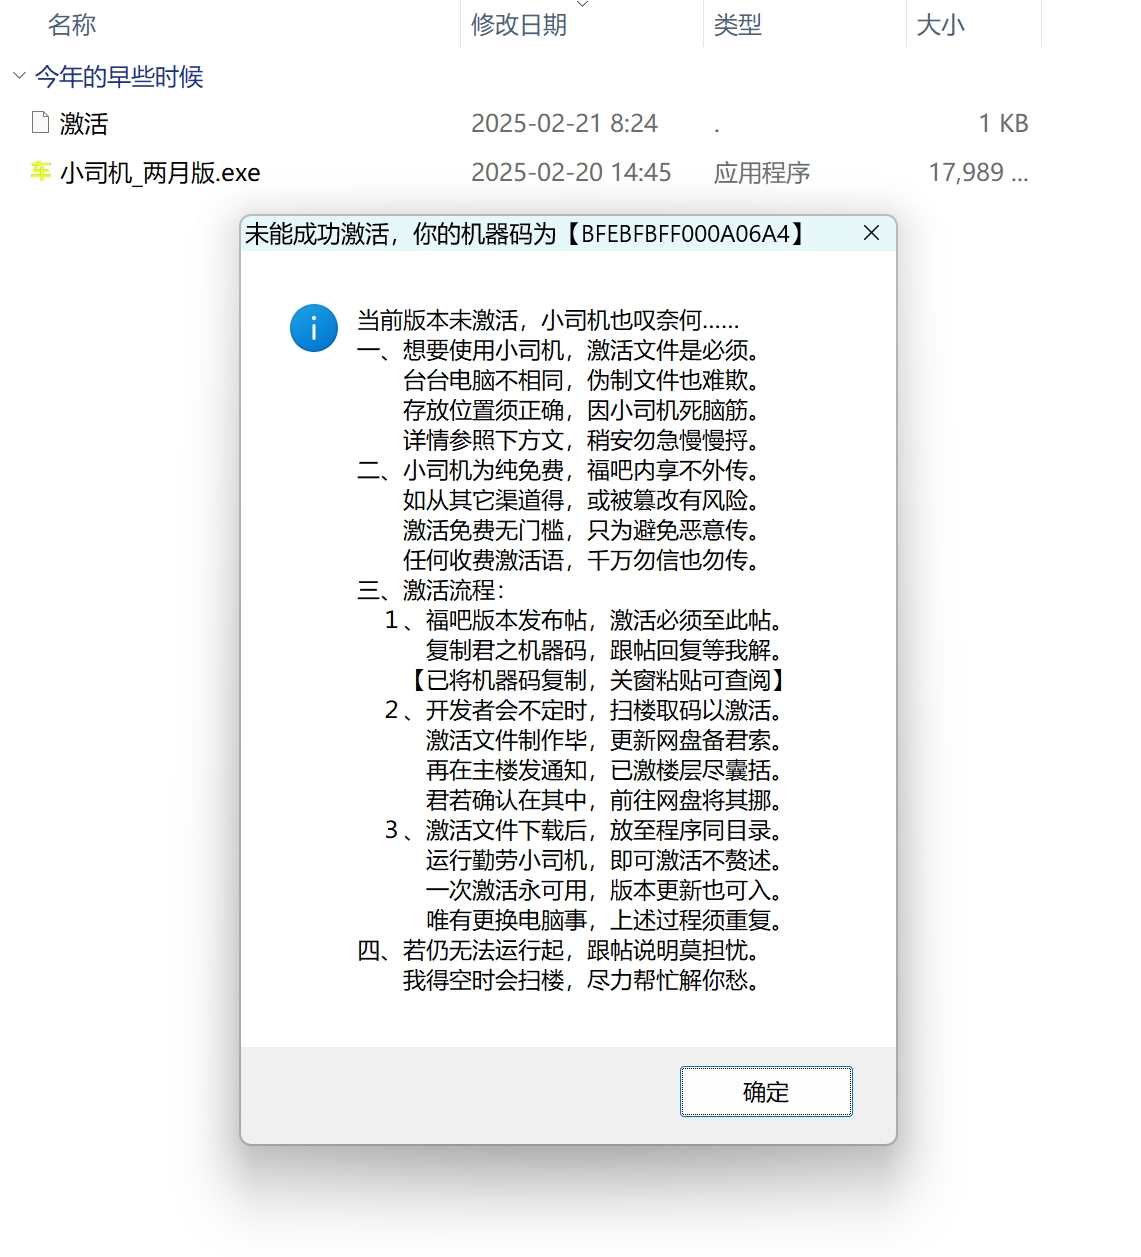 名称 修改日期 类型 大小
今年的早些时候
激活 2025-02-21 8:24 . 1 KB
车 小司机_两月版.exe 2025-02-20 14:45 应用程序 17,989 ...
未能成功激活，你的机器码为【BFEBFBFF000A06A4】
当前版本未激活，小司机也叹奈何......
一、想要使用小司机，激活文件是必须。
台台电脑不相同，伪制文件也难欺。
存放位置须正确，因小司机死脑筋。
详情参照下方文，稍安勿急慢慢捋。
二、小司机为纯免费，福吧内享不外传。
如从其它渠道得，或被篡改有风险。
激活免费无门槛，只为避免恶意传。
任何收费激活语，千万勿信也勿传。
三、激活流程：
１、福吧版本发布帖，激活必须至此帖。
复制君之机器码，跟帖回复等我解。
【已将机器码复制，关窗粘贴可查阅】
２、开发者会不定时，扫楼取码以激活。
激活文件制作毕，更新网盘备君索。
再在主楼发通知，已激楼层尽囊括。
君若确认在其中，前往网盘将其挪。
３、激活文件下载后，放至程序同目录。
运行勤劳小司机，即可激活不赘述。
一次激活永可用，版本更新也可入。
唯有更换电脑事，上述过程须重复。
四、若仍无法运行起，跟帖说明莫担忧。
我得空时会扫楼，尽力帮忙解你愁。
确定